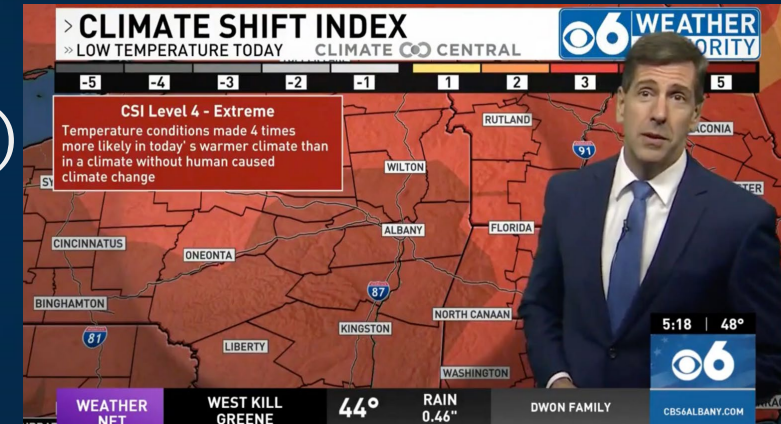 > CLIMATE SHIFT INDEX
» LOW TEMPERATURE TODAY
CLIMATE CENTRAL
6 WEATHER
-5 -4 -3 -2 -1 1 2 3 5
CSI Level 4 - Extreme
Temperature conditions made 4 times
more likely in today' s warmer climate than
in a climate without human caused
climate change
RUTLAND
91
WILTON
ALBANY
FLORIDA
CINCINNATUS
ONEONTA
87
BINGHAMTON
NORTH CANAAN
KINGSTON
81
LIBERTY
WASHINGTON
5:18 | 48°
6
CBS6ALBANY.COM
WEATHER
NET
WEST KILL
GREENE
44°
RAIN
0.46"
DWON FAMILY